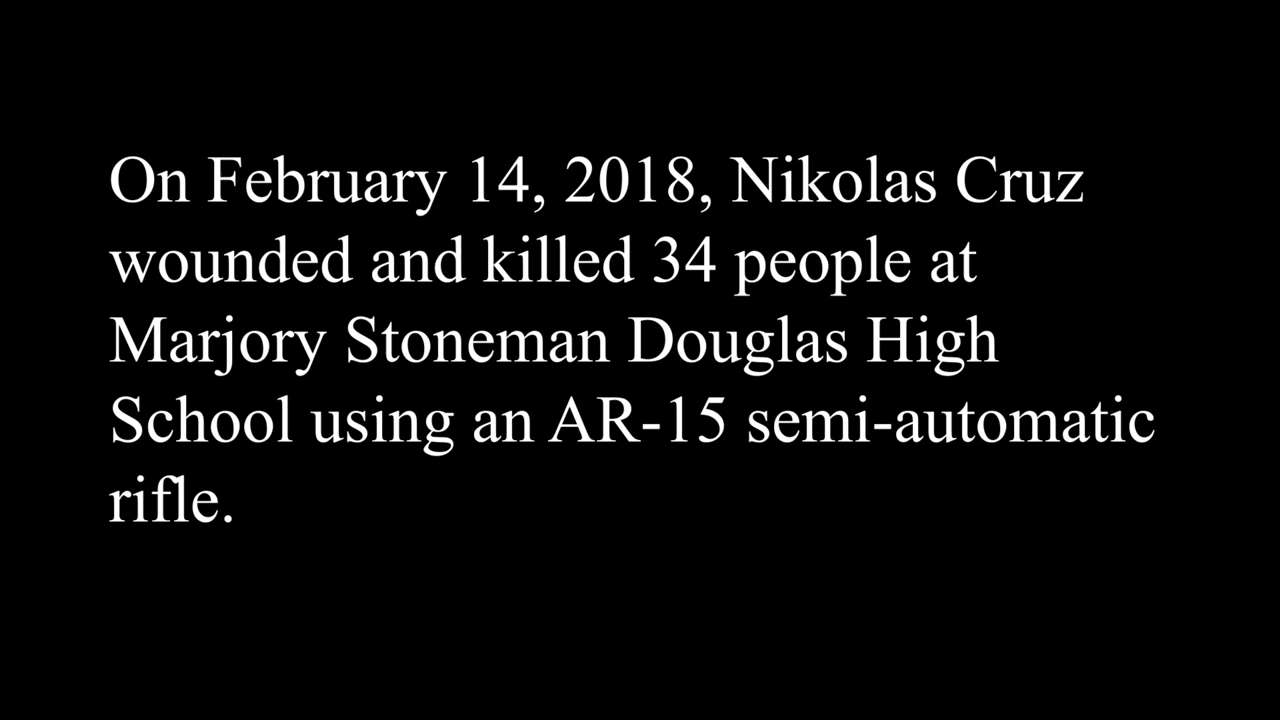 On February 14, 2018, Nikolas Cruz
wounded and killed 34 people at
Marjory Stoneman Douglas High
School using an AR-15 semi-automatic
rifle.